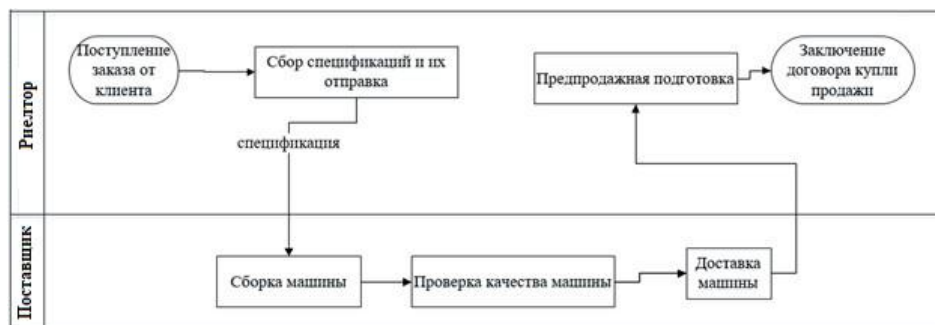 Риелтор
Поступление
заказа от
клиента
Сбор спецификаций и их
отправка
спецификация
Предпродажная подготовка
Заключение
договора купли
продажи
Поставщик
Сборка машины
Проверка качества машины
Доставка
машины